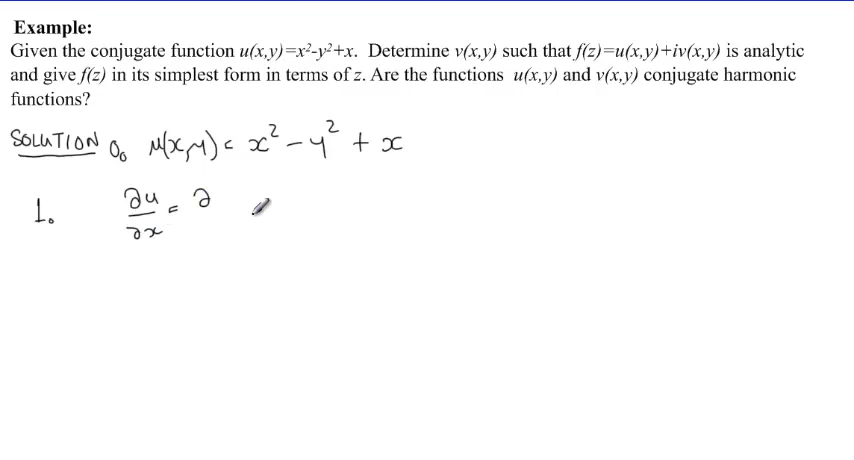 Example:
Given the conjugate function u(x,y)=x²-y²+x. Determine v(x,y) such that f(z)=u(x,y)+iv(x,y) is analytic
and give f(z) in its simplest form in terms of z. Are the functions u(x,y) and v(x,y) conjugate harmonic
functions?
SOLUTION 0. u(x,y) = x² - y² + x
1. ∂u/∂x = ∂